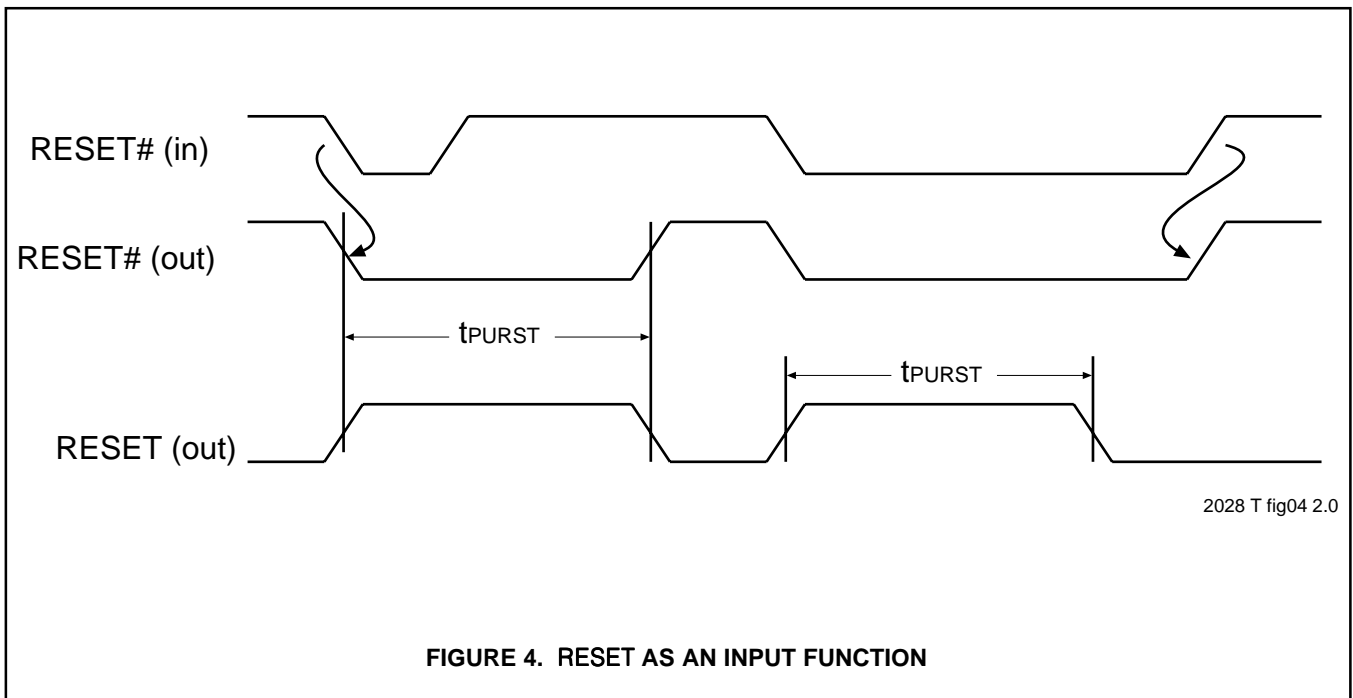 RESET# (in)
RESET# (out)
tPURST
tPURST
RESET (out)
2028 T fig04 2.0
FIGURE 4. RESET AS AN INPUT FUNCTION